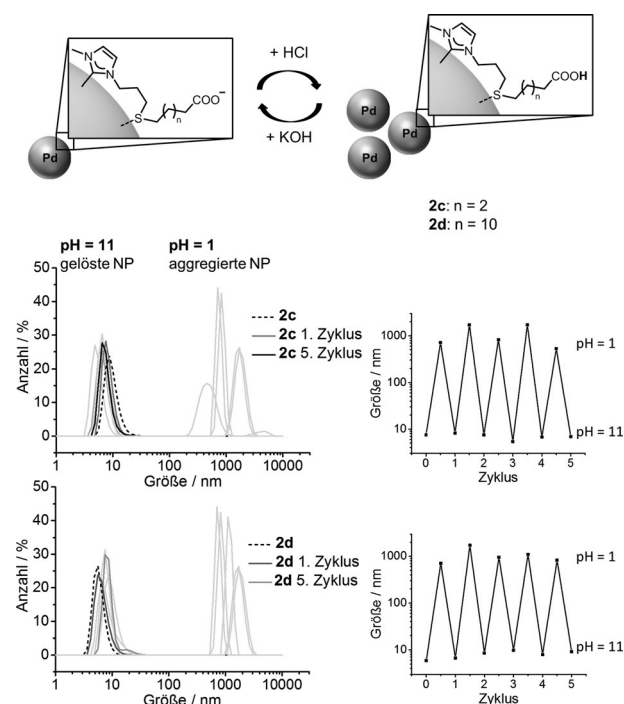 N
N
+
S
n
COO⁻
Pd
+ HCl
+ KOH
N
N
+
S
n
COOH
Pd
Pd
Pd
2c: n = 2
2d: n = 10
pH = 11
gelöste NP
pH = 1
aggregierte NP
Anzahl / %
50
40
30
20
10
0
2c
2c 1. Zyklus
2c 5. Zyklus
1 10 100 1000 10000
Größe / nm
Größe / nm
1000
100
10
pH = 1
pH = 11
0 1 2 3 4 5
Zyklus
Anzahl / %
50
40
30
20
10
0
2d
2d 1. Zyklus
2d 5. Zyklus
1 10 100 1000 10000
Größe / nm
Größe / nm
1000
100
10
pH = 1
pH = 11
0 1 2 3 4 5
Zyklus